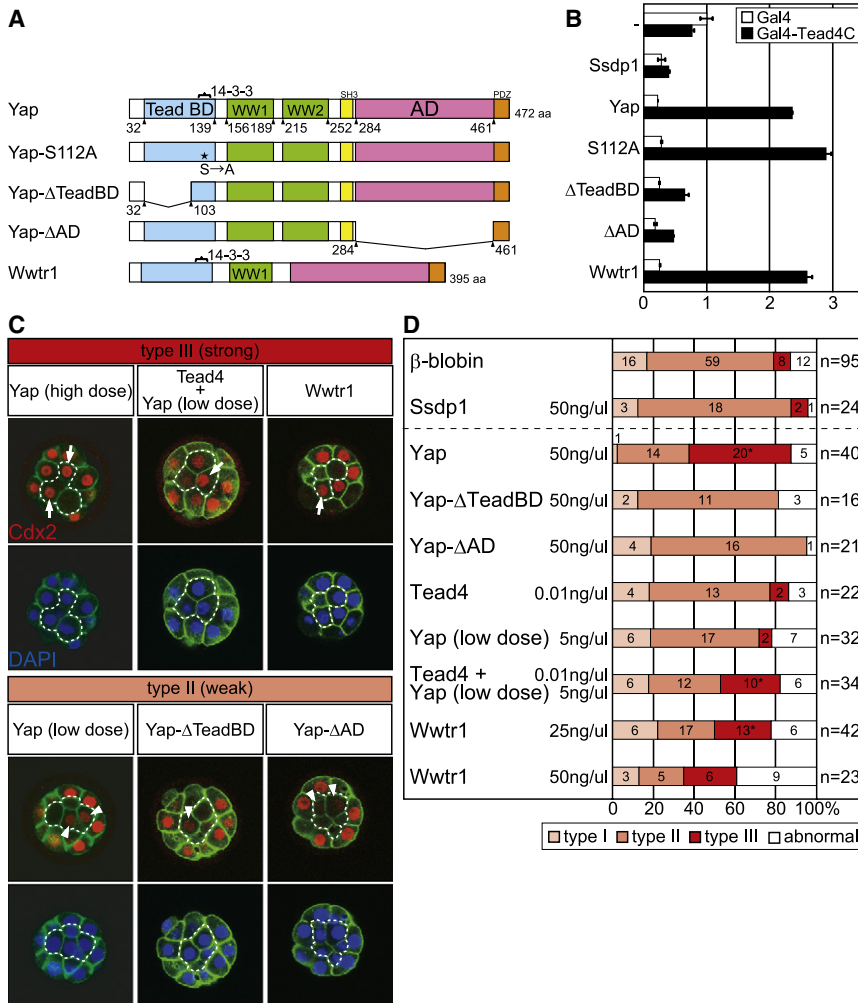 A
14-3-3
SH3
PDZ
Yap
Tead BD
WW1
WW2
AD
472 aa
32
139
156
189
215
252
284
461
Yap-S112A
★
S→A
Yap-ΔTeadBD
32
103
Yap-ΔAD
284
461
14-3-3
Wwtr1
WW1
395 aa
B
Gal4
Gal4-Tead4C
-
Ssdp1
Yap
S112A
ΔTeadBD
ΔAD
Wwtr1
0
1
2
3
C
type III (strong)
Yap (high dose)
Tead4
+
Yap (low dose)
Wwtr1
Cdx2
DAPI
type II (weak)
Yap (low dose)
Yap-ΔTeadBD
Yap-ΔAD
D
β-blobin
16
59
8
12
n=95
Ssdp1
50ng/ul
3
18
2
1
n=24
1
Yap
50ng/ul
14
20*
5
n=40
Yap-ΔTeadBD
50ng/ul
2
11
3
n=16
Yap-ΔAD
50ng/ul
4
16
1
n=21
Tead4
0.01ng/ul
4
13
2
3
n=22
Yap (low dose)
5ng/ul
6
17
2
7
n=32
Tead4 +
0.01ng/ul
Yap (low dose)
5ng/ul
6
12
10*
6
n=34
Wwtr1
25ng/ul
6
17
13*
6
n=42
Wwtr1
50ng/ul
3
5
6
9
n=23
0
20
40
60
80
100%
type I
type II
type III
abnormal